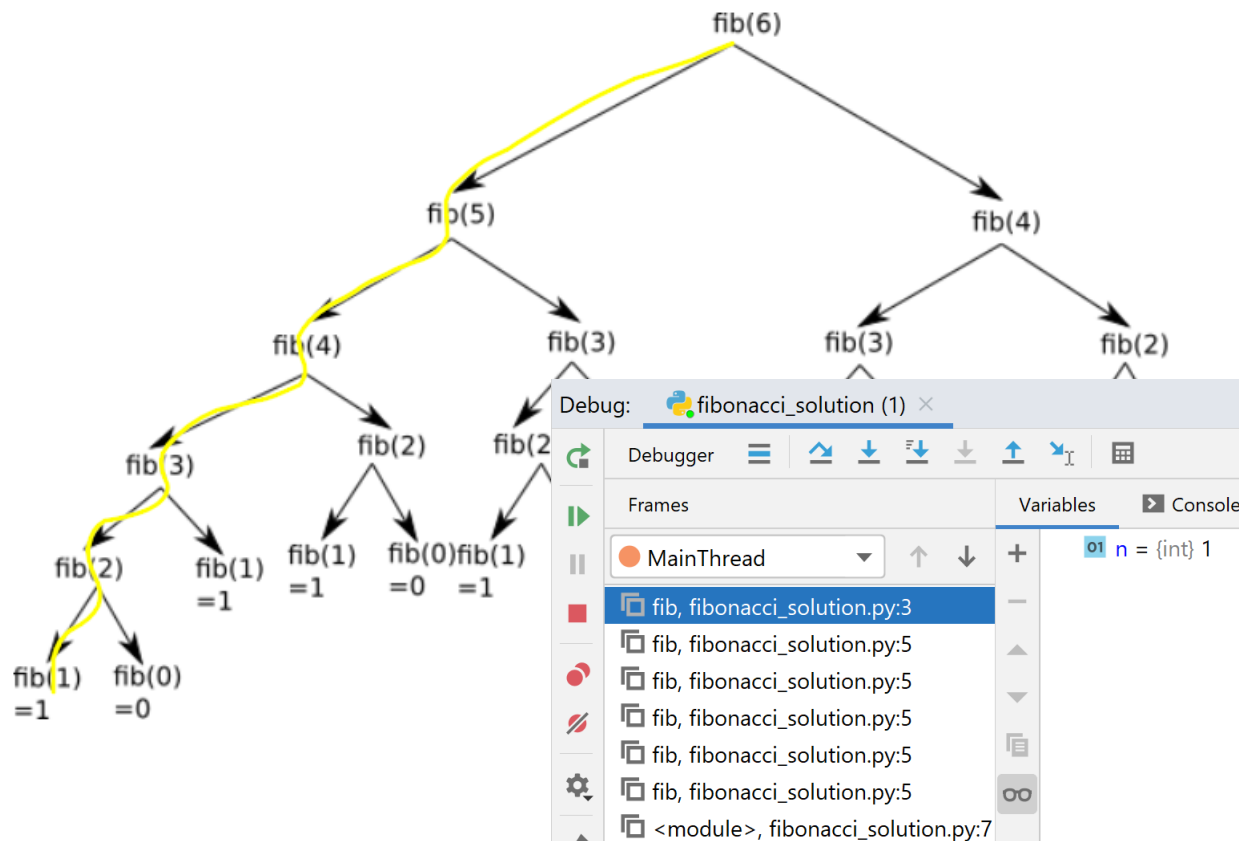 fib(6)
fib(5)
fib(4)
fib(4)
fib(3)
fib(3)
fib(2)
fib(3)
fib(2)
fib(2
fib(2)
fib(1)
=1
fib(1)
=1
fib(0)
=0
fib(1)
=1
fib(1)
=1
fib(0)
=0
Debug:
fibonacci_solution (1)
Debugger
Frames
Variables
Console
MainThread
01 n = {int} 1
fib, fibonacci_solution.py:3
fib, fibonacci_solution.py:5
fib, fibonacci_solution.py:5
fib, fibonacci_solution.py:5
fib, fibonacci_solution.py:5
fib, fibonacci_solution.py:5
<module>, fibonacci_solution.py:7